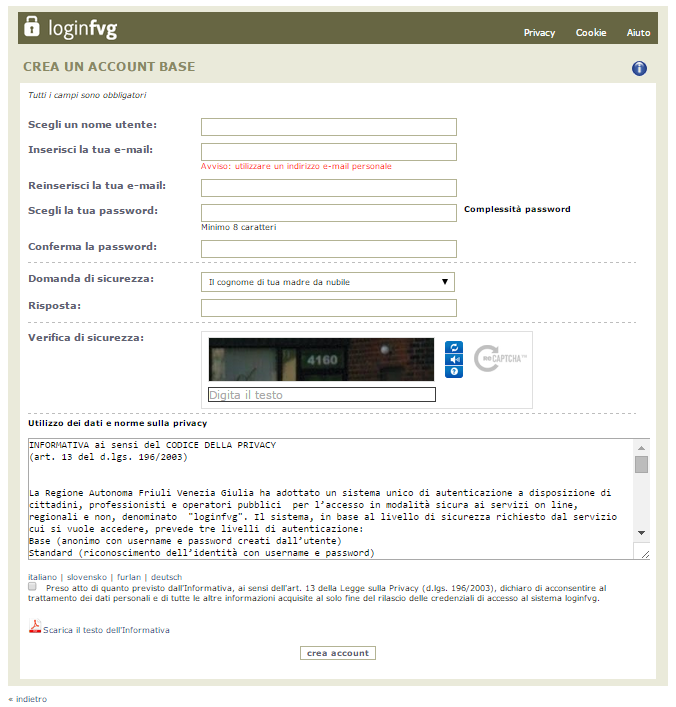 loginfvg
Privacy Cookie Aiuto
CREA UN ACCOUNT BASE
Tutti i campi sono obbligatori
Scegli un nome utente:
Inserisci la tua e-mail:
Avviso: utilizzare un indirizzo e-mail personale
Reinserisci la tua e-mail:
Scegli la tua password:
Complessità password
Minimo 8 caratteri
Conferma la password:
Domanda di sicurezza:
Il cognome di tua madre da nubile
Risposta:
Verifica di sicurezza:
4160
reCAPTCHA™
Digita il testo
Utilizzo dei dati e norme sulla privacy
INFORMATIVA ai sensi del CODICE DELLA PRIVACY
(art. 13 del d.lgs. 196/2003)
La Regione Autonoma Friuli Venezia Giulia ha adottato un sistema unico di autenticazione a disposizione di
cittadini, professionisti e operatori pubblici per l'accesso in modalità sicura ai servizi on line,
regionali e non, denominato "loginfvg". Il sistema, in base al livello di sicurezza richiesto dal servizio
cui si vuole accedere, prevede tre livelli di autenticazione:
Base (anonimo con username e password creati dall'utente)
Standard (riconoscimento dell'identità con username e password)
italiano | slovensko | furlan | deutsch
Preso atto di quanto previsto dall'Informativa, ai sensi dell'art. 13 della Legge sulla Privacy (d.lgs. 196/2003), dichiaro di acconsentire al
trattamento dei dati personali e di tutte le altre informazioni acquisite al solo fine del rilascio delle credenziali di accesso al sistema loginfvg.
Scarica il testo dell'Informativa
crea account
« indietro